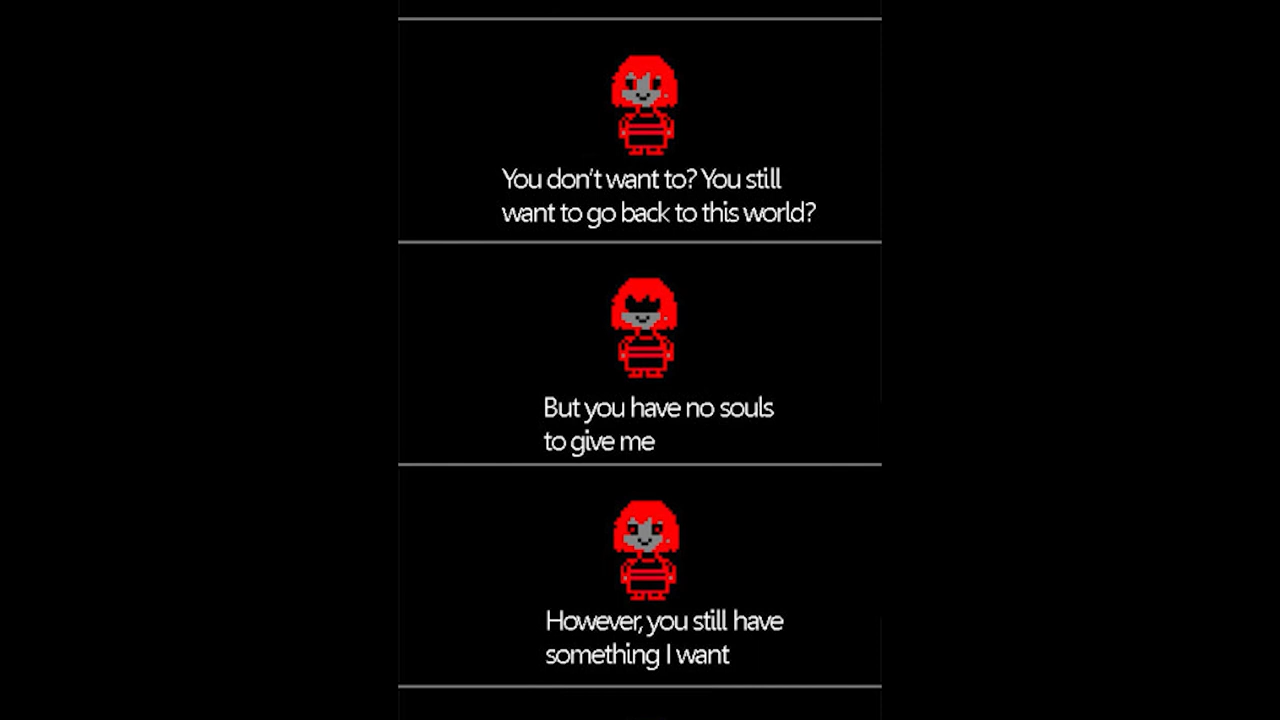 You don't want to? You still
want to go back to this world?
But you have no souls
to give me
However, you still have
something I want